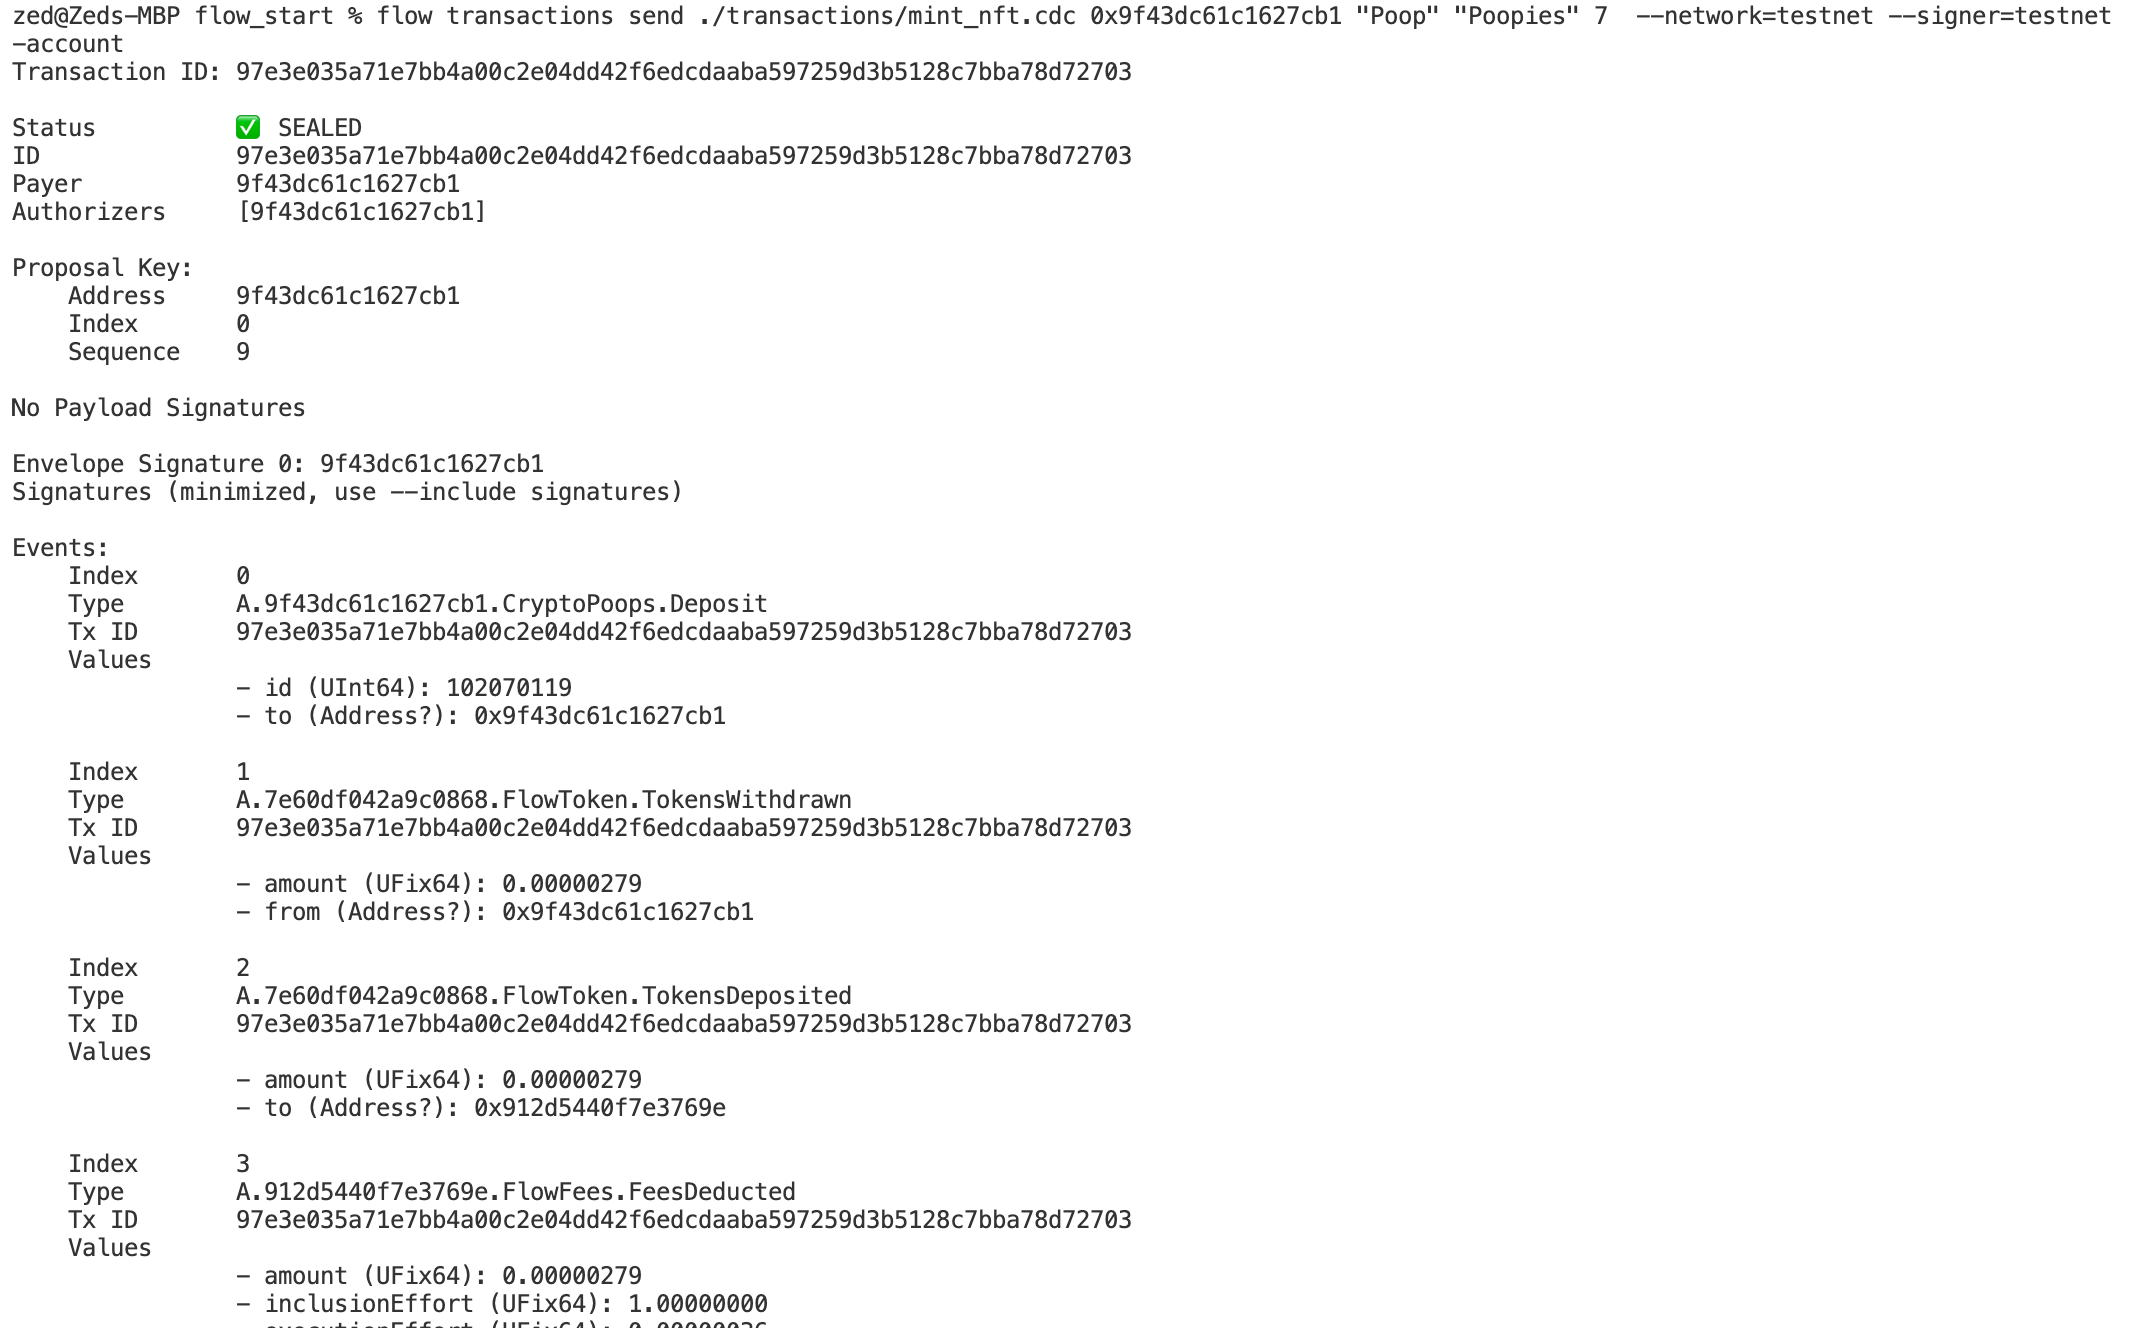 zed@Zeds-MBP flow_start % flow transactions send ./transactions/mint_nft.cdc 0x9f43dc61c1627cb1 "Poop" "Poopies" 7  --network=testnet --signer=testnet
-account
Transaction ID: 97e3e035a71e7bb4a00c2e04dd42f6edcdaaba597259d3b5128c7bba78d72703
Status ✅ SEALED
ID 97e3e035a71e7bb4a00c2e04dd42f6edcdaaba597259d3b5128c7bba78d72703
Payer 9f43dc61c1627cb1
Authorizers [9f43dc61c1627cb1]
Proposal Key:
Address 9f43dc61c1627cb1
Index 0
Sequence 9
No Payload Signatures
Envelope Signature 0: 9f43dc61c1627cb1
Signatures (minimized, use --include signatures)
Events:
Index 0
Type A.9f43dc61c1627cb1.CryptoPoops.Deposit
Tx ID 97e3e035a71e7bb4a00c2e04dd42f6edcdaaba597259d3b5128c7bba78d72703
Values
- id (UInt64): 102070119
- to (Address?): 0x9f43dc61c1627cb1
Index 1
Type A.7e60df042a9c0868.FlowToken.TokensWithdrawn
Tx ID 97e3e035a71e7bb4a00c2e04dd42f6edcdaaba597259d3b5128c7bba78d72703
Values
- amount (UFix64): 0.00000279
- from (Address?): 0x9f43dc61c1627cb1
Index 2
Type A.7e60df042a9c0868.FlowToken.TokensDeposited
Tx ID 97e3e035a71e7bb4a00c2e04dd42f6edcdaaba597259d3b5128c7bba78d72703
Values
- amount (UFix64): 0.00000279
- to (Address?): 0x912d5440f7e3769e
Index 3
Type A.912d5440f7e3769e.FlowFees.FeesDeducted
Tx ID 97e3e035a71e7bb4a00c2e04dd42f6edcdaaba597259d3b5128c7bba78d72703
Values
- amount (UFix64): 0.00000279
- inclusionEffort (UFix64): 1.00000000
- executionEffort (UFix64):